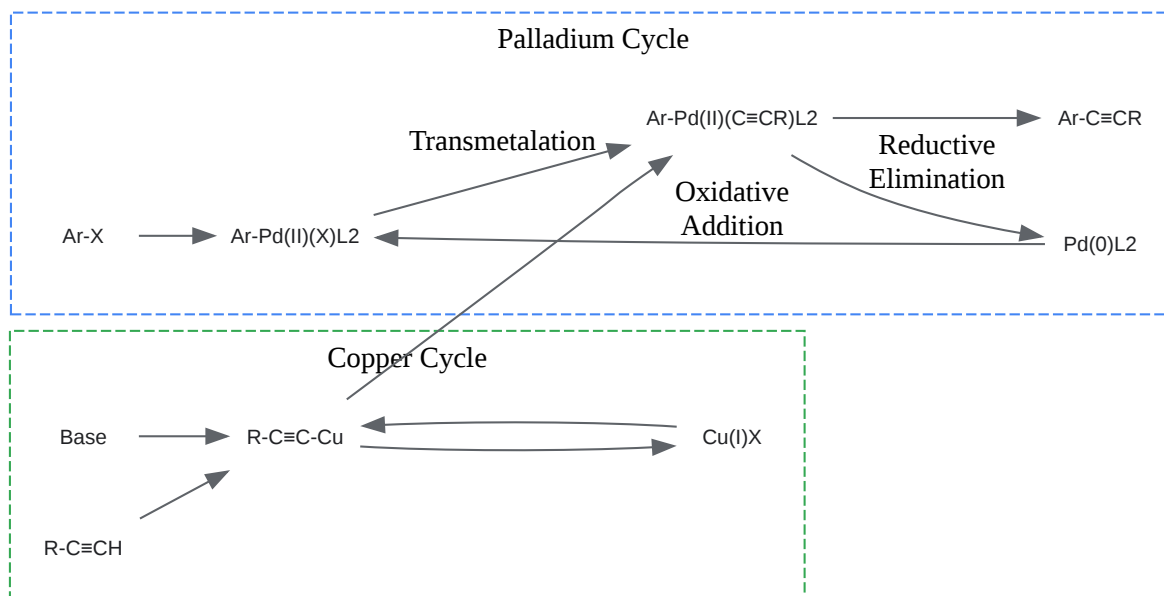 Palladium Cycle
Ar-Pd(II)(C≡CR)L2
Ar-C≡CR
Transmetalation
Reductive
Elimination
Oxidative
Addition
Ar-X
Ar-Pd(II)(X)L2
Pd(0)L2
Copper Cycle
Base
R-C≡C-Cu
Cu(I)X
R-C≡CH